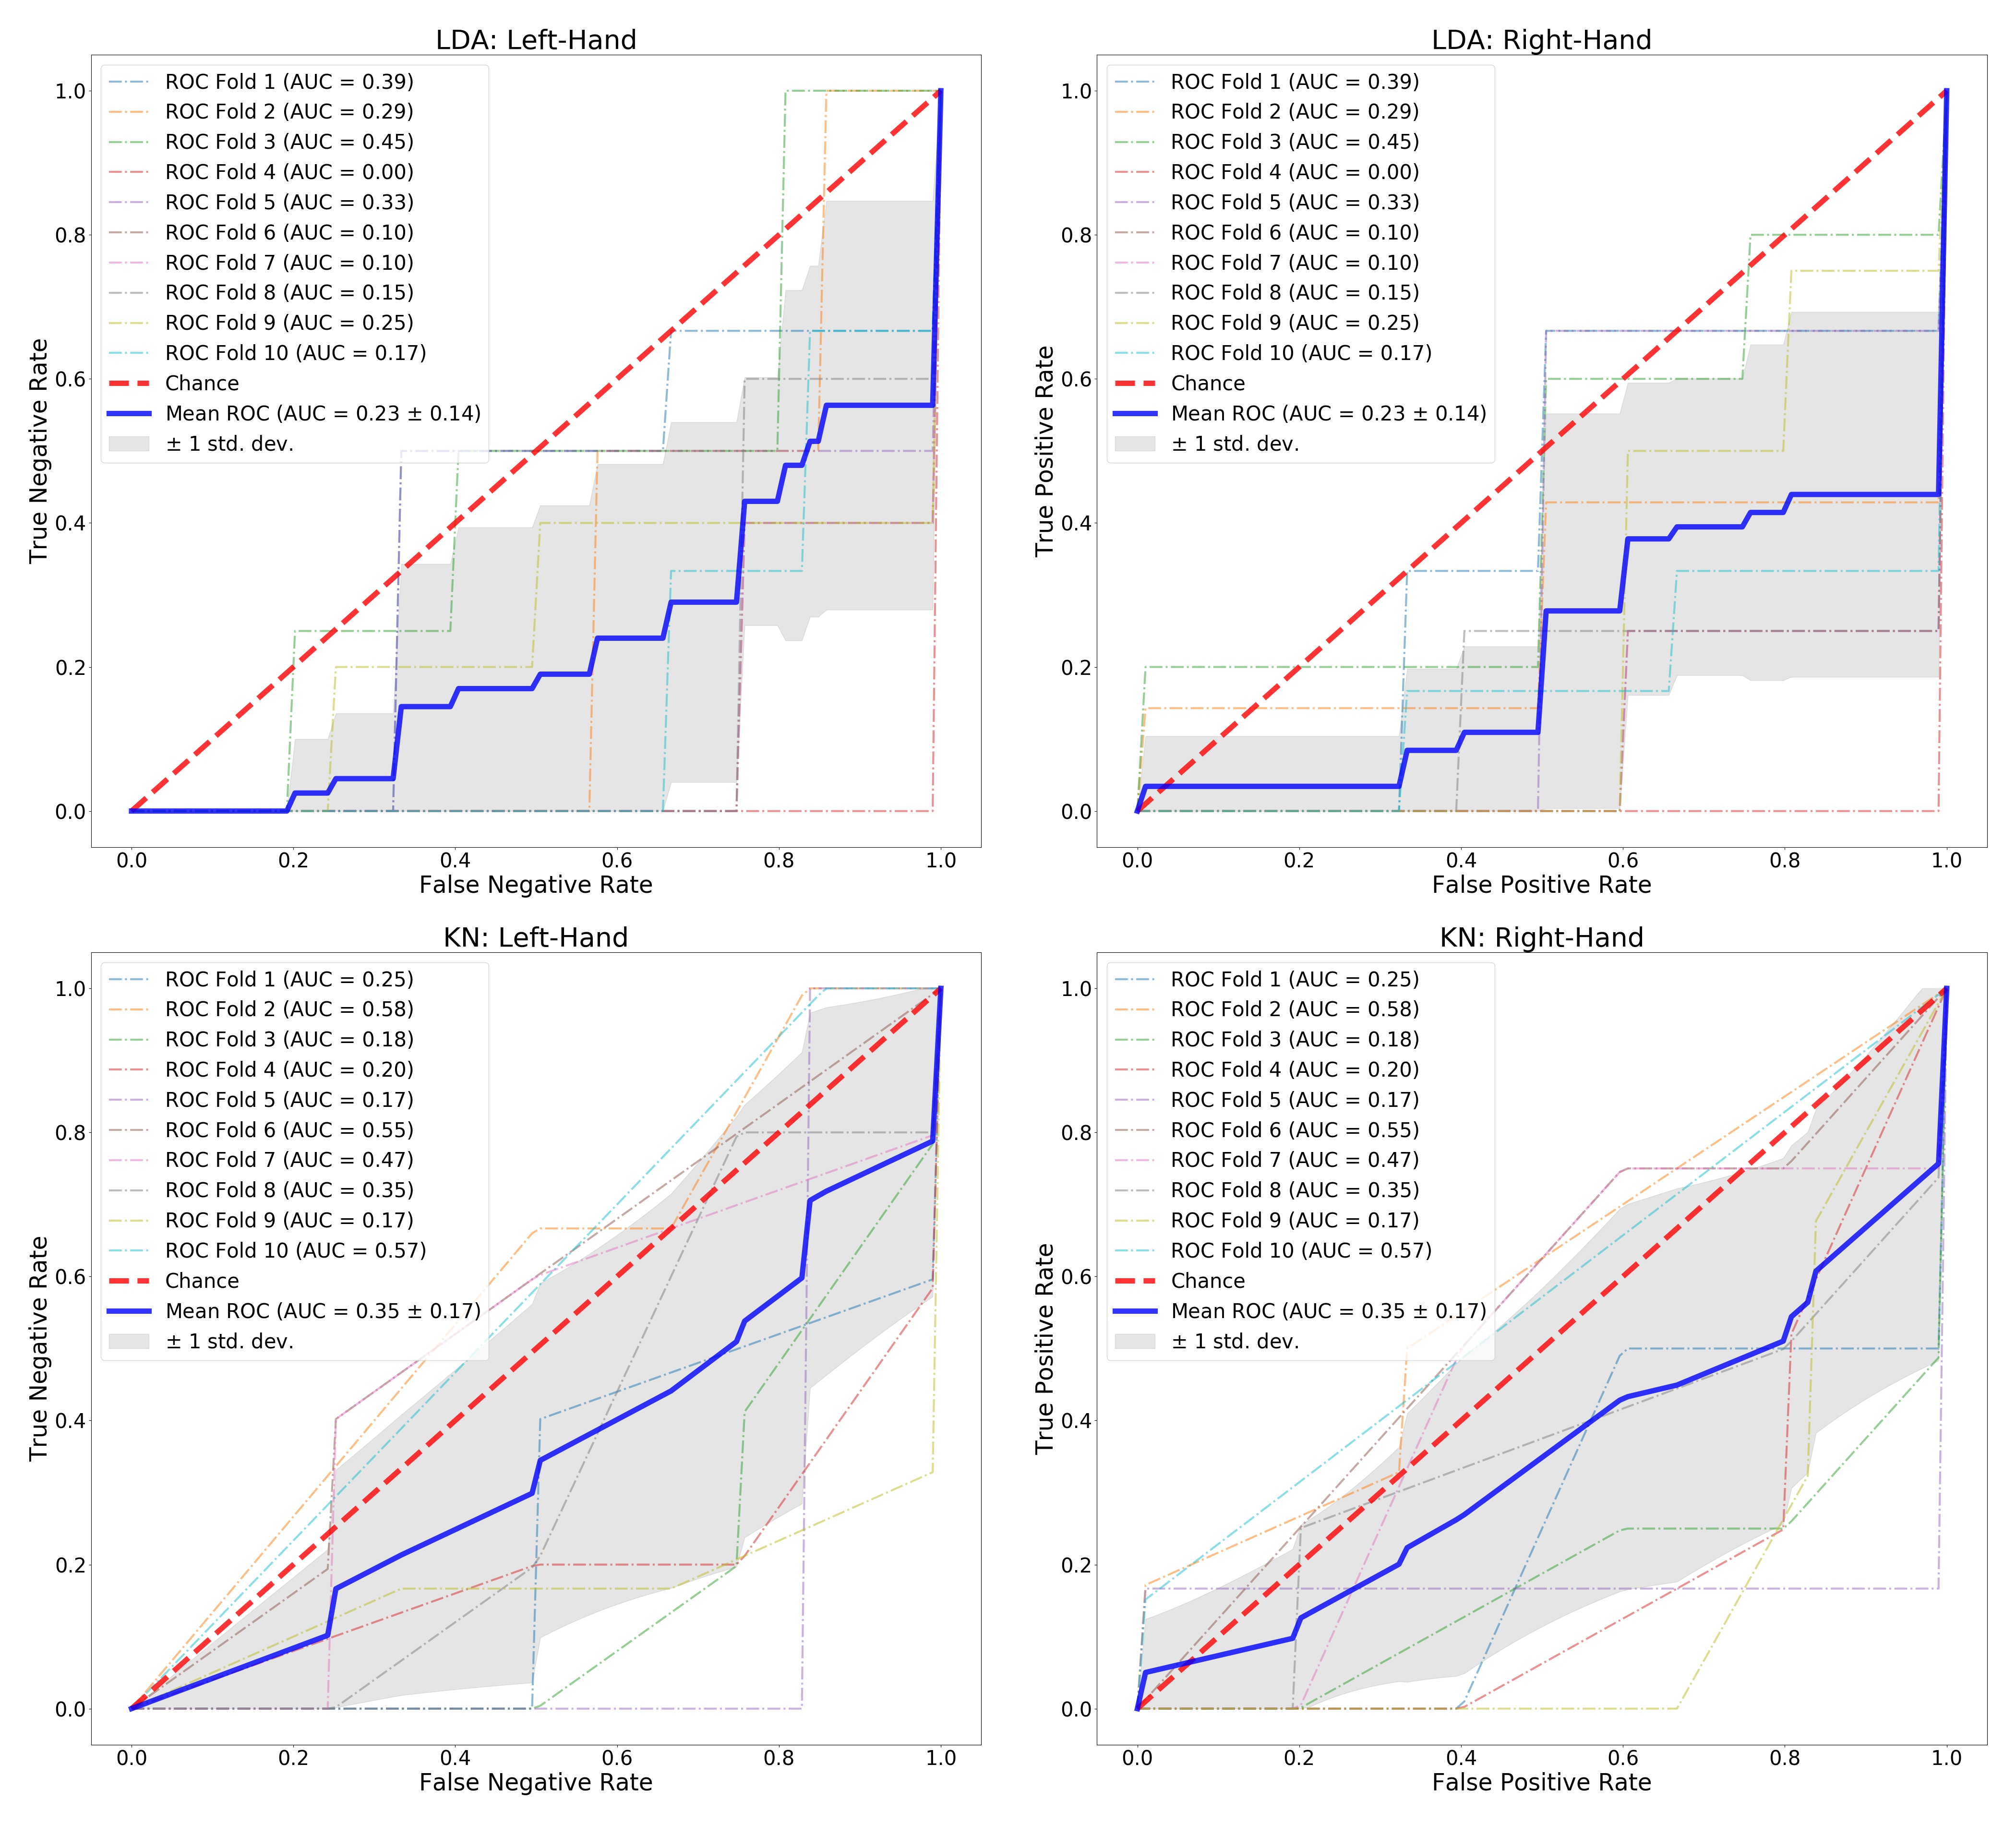 LDA: Left-Hand
ROC Fold 1 (AUC = 0.39)
ROC Fold 2 (AUC = 0.29)
ROC Fold 3 (AUC = 0.45)
ROC Fold 4 (AUC = 0.00)
ROC Fold 5 (AUC = 0.33)
ROC Fold 6 (AUC = 0.10)
ROC Fold 7 (AUC = 0.10)
ROC Fold 8 (AUC = 0.15)
ROC Fold 9 (AUC = 0.25)
ROC Fold 10 (AUC = 0.17)
Chance
Mean ROC (AUC = 0.23 ± 0.14)
± 1 std. dev.
True Negative Rate
1.0
0.8
0.6
0.4
0.2
0.0
0.0 0.2 0.4 0.6 0.8 1.0
False Negative Rate
LDA: Right-Hand
ROC Fold 1 (AUC = 0.39)
ROC Fold 2 (AUC = 0.29)
ROC Fold 3 (AUC = 0.45)
ROC Fold 4 (AUC = 0.00)
ROC Fold 5 (AUC = 0.33)
ROC Fold 6 (AUC = 0.10)
ROC Fold 7 (AUC = 0.10)
ROC Fold 8 (AUC = 0.15)
ROC Fold 9 (AUC = 0.25)
ROC Fold 10 (AUC = 0.17)
Chance
Mean ROC (AUC = 0.23 ± 0.14)
± 1 std. dev.
True Positive Rate
1.0
0.8
0.6
0.4
0.2
0.0
0.0 0.2 0.4 0.6 0.8 1.0
False Positive Rate
KN: Left-Hand
ROC Fold 1 (AUC = 0.25)
ROC Fold 2 (AUC = 0.58)
ROC Fold 3 (AUC = 0.18)
ROC Fold 4 (AUC = 0.20)
ROC Fold 5 (AUC = 0.17)
ROC Fold 6 (AUC = 0.55)
ROC Fold 7 (AUC = 0.47)
ROC Fold 8 (AUC = 0.35)
ROC Fold 9 (AUC = 0.17)
ROC Fold 10 (AUC = 0.57)
Chance
Mean ROC (AUC = 0.35 ± 0.17)
± 1 std. dev.
True Negative Rate
1.0
0.8
0.6
0.4
0.2
0.0
0.0 0.2 0.4 0.6 0.8 1.0
False Negative Rate
KN: Right-Hand
ROC Fold 1 (AUC = 0.25)
ROC Fold 2 (AUC = 0.58)
ROC Fold 3 (AUC = 0.18)
ROC Fold 4 (AUC = 0.20)
ROC Fold 5 (AUC = 0.17)
ROC Fold 6 (AUC = 0.55)
ROC Fold 7 (AUC = 0.47)
ROC Fold 8 (AUC = 0.35)
ROC Fold 9 (AUC = 0.17)
ROC Fold 10 (AUC = 0.57)
Chance
Mean ROC (AUC = 0.35 ± 0.17)
± 1 std. dev.
True Positive Rate
1.0
0.8
0.6
0.4
0.2
0.0
0.0 0.2 0.4 0.6 0.8 1.0
False Positive Rate